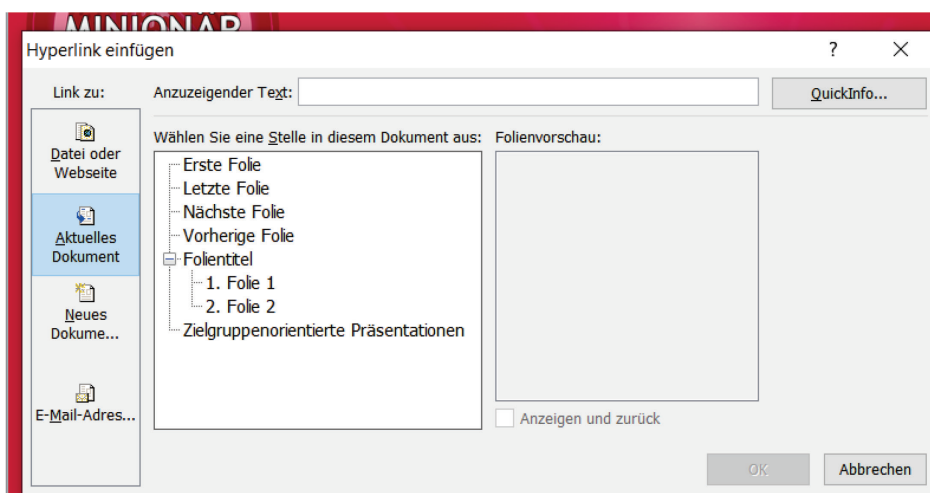 MINIONÄR
Hyperlink einfügen
?
Link zu:
Anzuzeigender Text:
QuickInfo...
Datei oder
Webseite
Aktuelles
Dokument
Neues
Dokume...
E-Mail-Adres...
Wählen Sie eine Stelle in diesem Dokument aus:
Erste Folie
Letzte Folie
Nächste Folie
Vorherige Folie
Folientitel
1. Folie 1
2. Folie 2
Zielgruppenorientierte Präsentationen
Folienvorschau:
Anzeigen und zurück
OK
Abbrechen